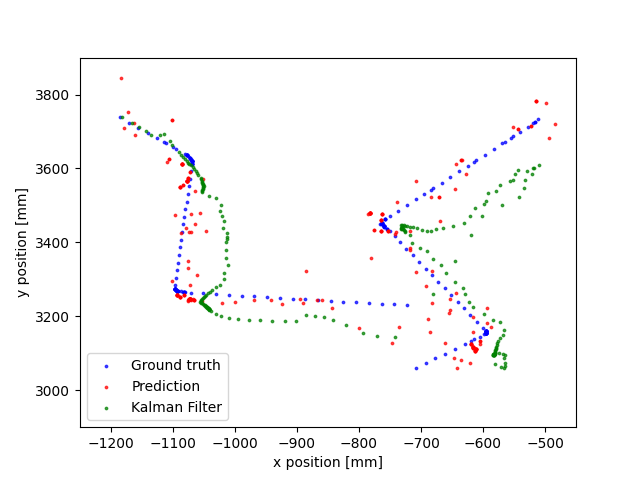 3800
3600
3400
3200
3000
y position [mm]
Ground truth
Prediction
Kalman Filter
−1200 −1100 −1000 −900 −800 −700 −600 −500
x position [mm]